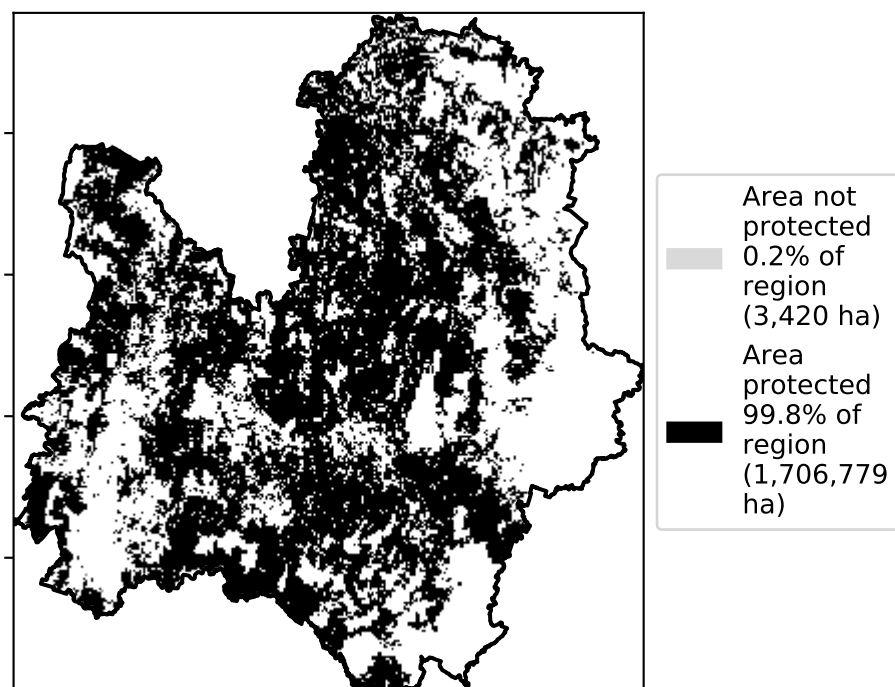 Area not
protected
0.2% of
region
(3,420 ha)
Area
protected
99.8% of
region
(1,706,779
ha)